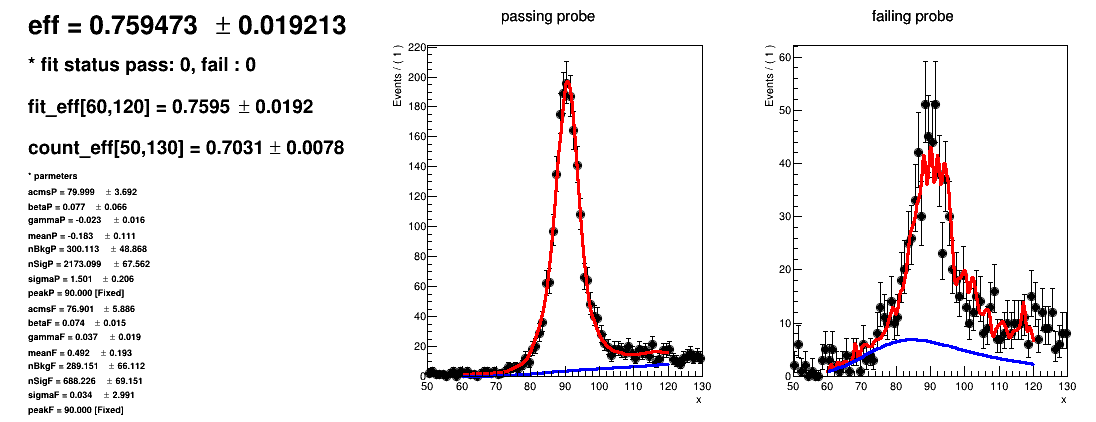 eff = 0.759473 ± 0.019213
* fit status pass: 0, fail : 0
fit_eff[60,120] = 0.7595 ± 0.0192
count_eff[50,130] = 0.7031 ± 0.0078
* parmeters
acmsP = 79.999 ± 3.692
betaP = 0.077 ± 0.066
gammaP = -0.023 ± 0.016
meanP = -0.183 ± 0.111
nBkgP = 300.113 ± 48.868
nSigP = 2173.099 ± 67.562
sigmaP = 1.501 ± 0.206
peakP = 90.000 [Fixed]
acmsF = 76.901 ± 5.886
betaF = 0.074 ± 0.015
gammaF = 0.037 ± 0.019
meanF = 0.492 ± 0.193
nBkgF = 289.151 ± 66.112
nSigF = 688.226 ± 69.151
sigmaF = 0.034 ± 2.991
peakF = 90.000 [Fixed]
passing probe
Events / ( 1 )
220
200
180
160
140
120
100
80
60
40
20
0
50 60 70 80 90 100 110 120 130
x
failing probe
Events / ( 1 )
60
50
40
30
20
10
0
50 60 70 80 90 100 110 120 130
x